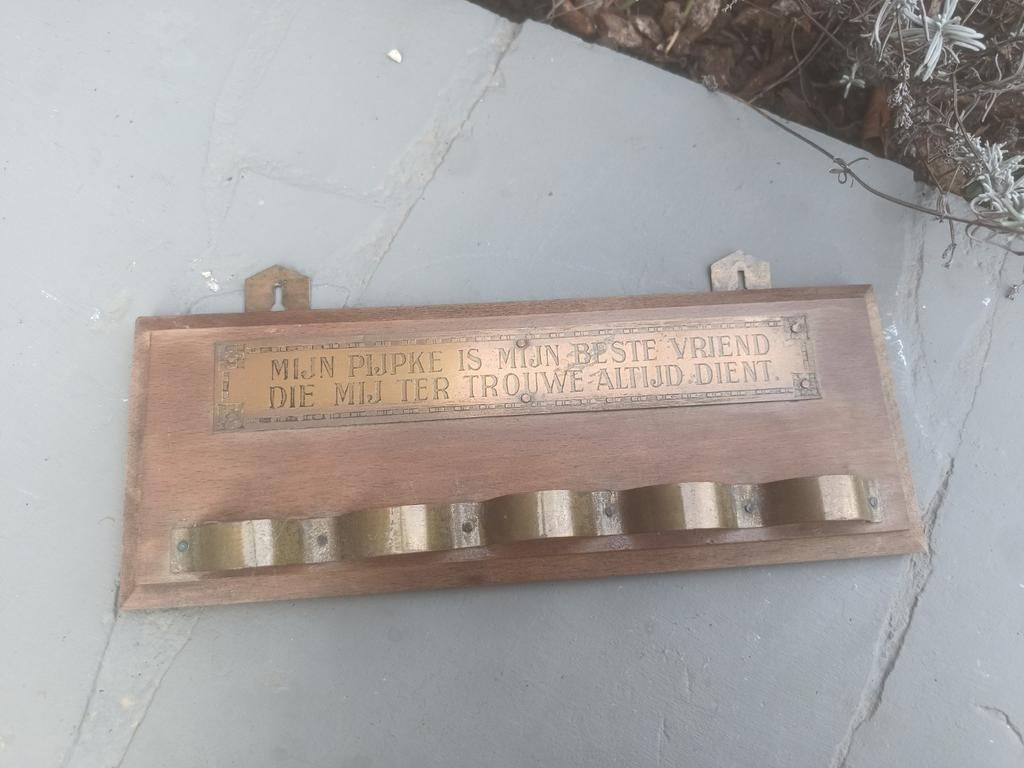 MIJN PIJPKE IS MIJN BESTE VRIEND
DIE MIJ TER TROUWE ALTIJD DIENT